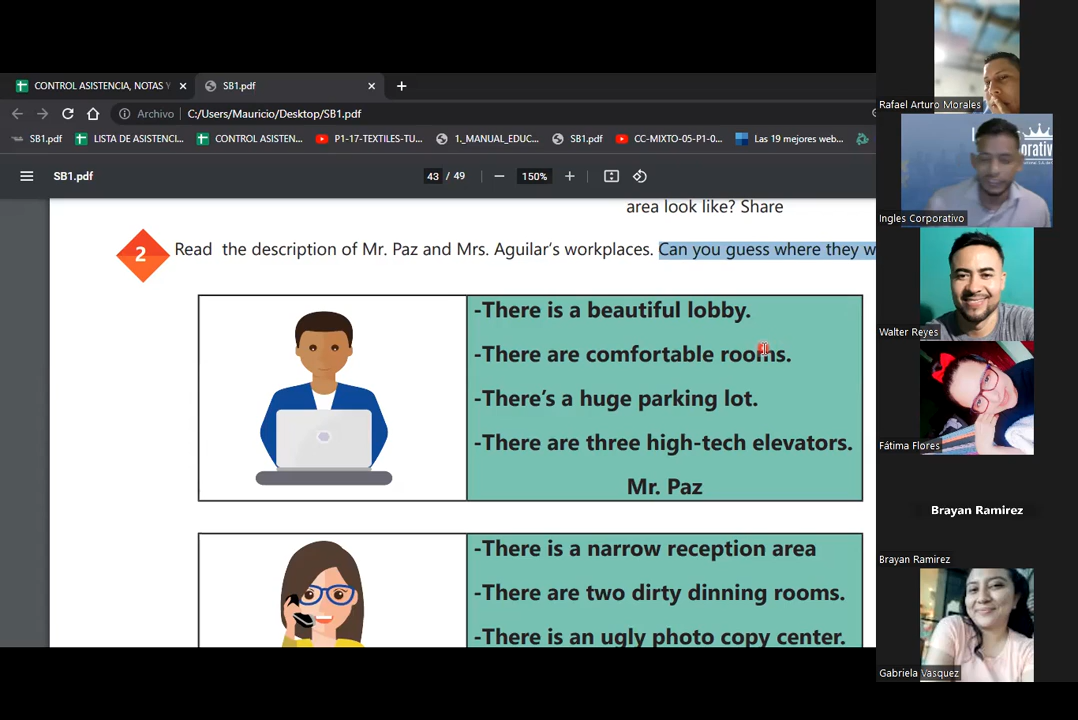 CONTROL ASISTENCIA, NOTAS Y
SB1.pdf
Archivo
C:/Users/Mauricio/Desktop/SB1.pdf
SB1.pdf
LISTA DE ASISTENCI...
CONTROL ASISTEN...
P1-17-TEXTILES-TU...
1._MANUAL_EDUC...
SB1.pdf
CC-MIXTO-05-P1-0...
Las 19 mejores web...
SB1.pdf
43 / 49
150%
area look like? Share
2
Read the description of Mr. Paz and Mrs. Aguilar's workplaces. Can you guess where they w
-There is a beautiful lobby.
-There are comfortable rooms.
-There's a huge parking lot.
-There are three high-tech elevators.
Mr. Paz
-There is a narrow reception area
-There are two dirty dinning rooms.
-There is an ugly photo copy center.
Rafael Arturo Morales
Ingles Corporativo
Walter Reyes
Fátima Flores
Brayan Ramirez
Brayan Ramirez
Gabriela Vasquez